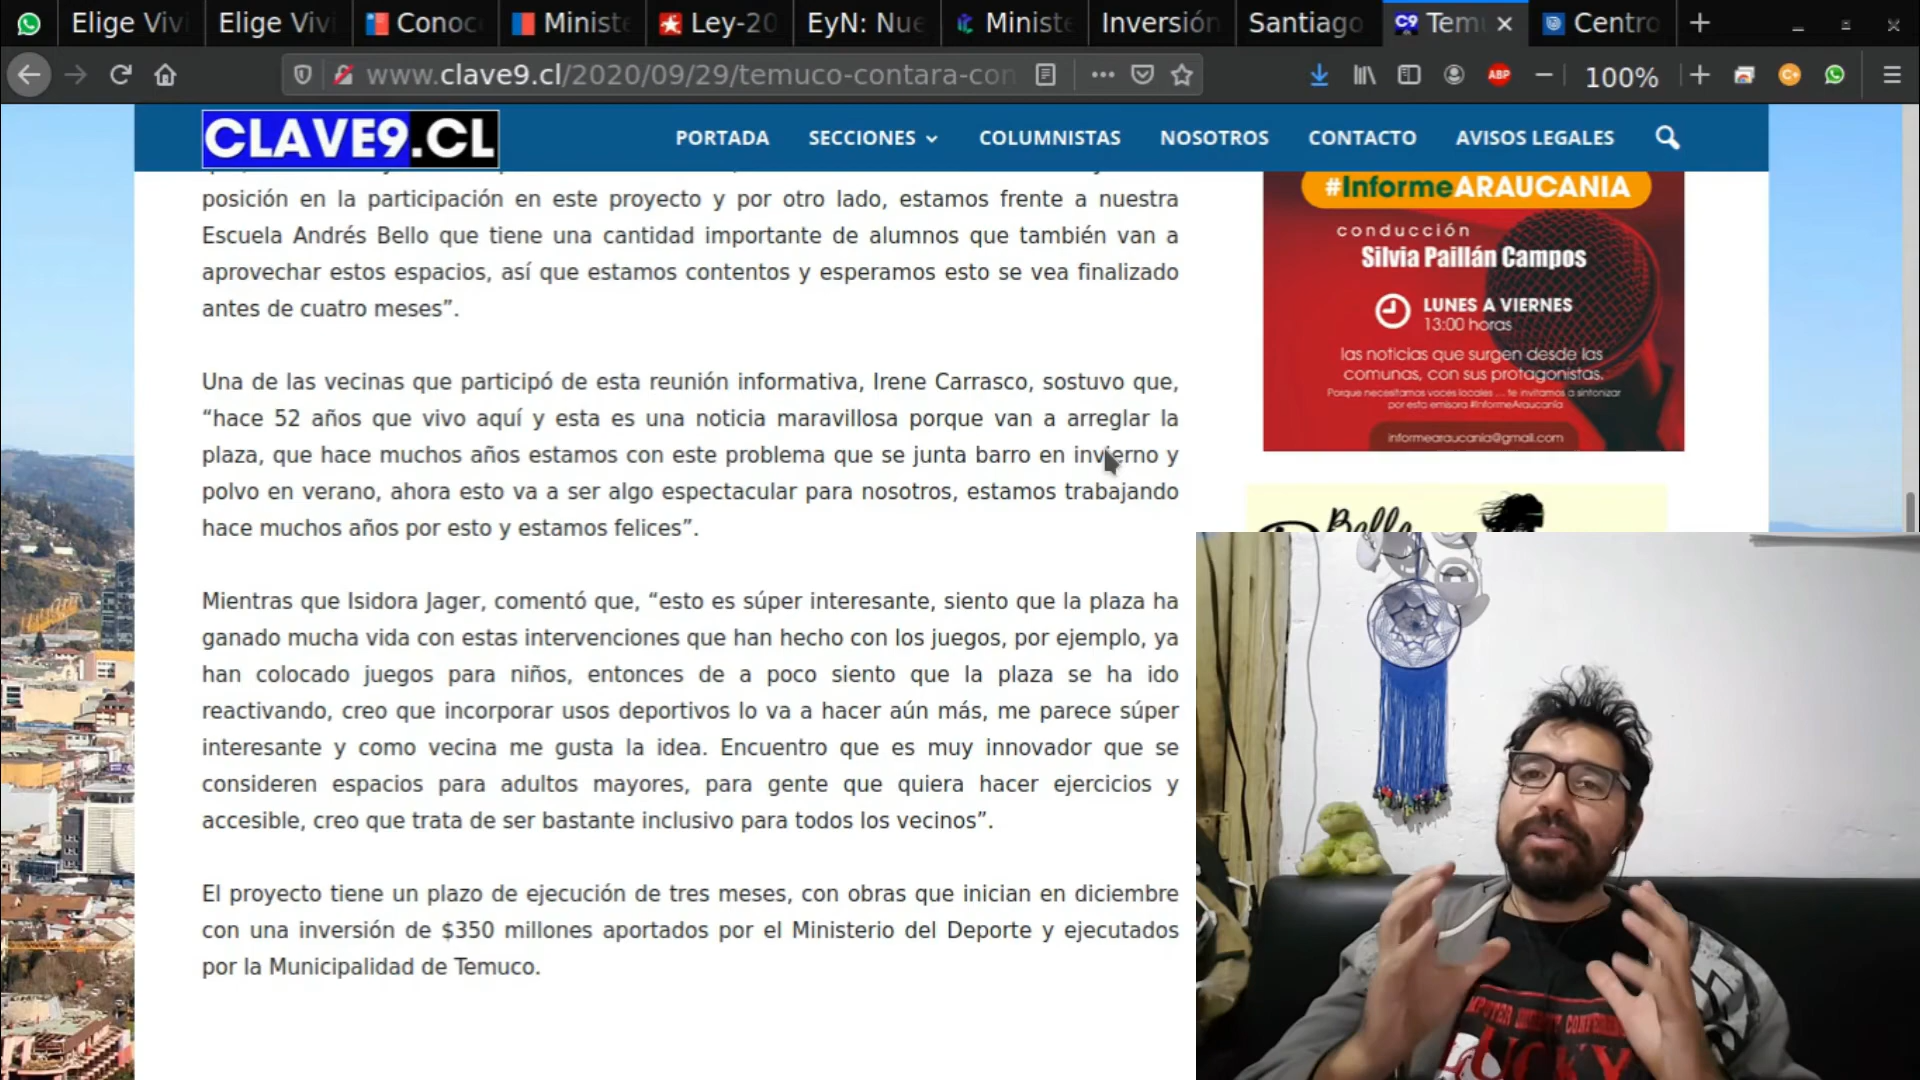 Elige Viv
Elige Viv
Conoc
Ministe
Ley-20
EyN: Nue
Ministe
Inversión
Santiago
C9 Tem
Centro
www.clave9.cl/2020/09/29/temuco-contara-con
ABP
100%
CLAVE9.CL
PORTADA
SECCIONES
COLUMNISTAS
NOSOTROS
CONTACTO
AVISOS LEGALES
posición en la participación en este proyecto y por otro lado, estamos frente a nuestra
Escuela Andrés Bello que tiene una cantidad importante de alumnos que también van a
aprovechar estos espacios, así que estamos contentos y esperamos esto se vea finalizado
antes de cuatro meses”.
Una de las vecinas que participó de esta reunión informativa, Irene Carrasco, sostuvo que,
“hace 52 años que vivo aquí y esta es una noticia maravillosa porque van a arreglar la
plaza, que hace muchos años estamos con este problema que se junta barro en invierno y
polvo en verano, ahora esto va a ser algo espectacular para nosotros, estamos trabajando
hace muchos años por esto y estamos felices”.
Mientras que Isidora Jager, comentó que, “esto es súper interesante, siento que la plaza ha
ganado mucha vida con estas intervenciones que han hecho con los juegos, por ejemplo, ya
han colocado juegos para niños, entonces de a poco siento que la plaza se ha ido
reactivando, creo que incorporar usos deportivos lo va a hacer aún más, me parece súper
interesante y como vecina me gusta la idea. Encuentro que es muy innovador que se
consideren espacios para adultos mayores, para gente que quiera hacer ejercicios y
accesible, creo que trata de ser bastante inclusivo para todos los vecinos”.
El proyecto tiene un plazo de ejecución de tres meses, con obras que inician en diciembre
con una inversión de $350 millones aportados por el Ministerio del Deporte y ejecutados
por la Municipalidad de Temuco.
#InformeARAUCANIA
conducción
Silvia Paillán Campos
LUNES A VIERNES
13:00 horas
las noticias que surgen desde las
comunas, con sus protagonistas.
Porque necesitamos voces locales ... te invitamos a sintonizar
por esta emisora #InformeAraucanía
informearaucania@gmail.com
LUCKY